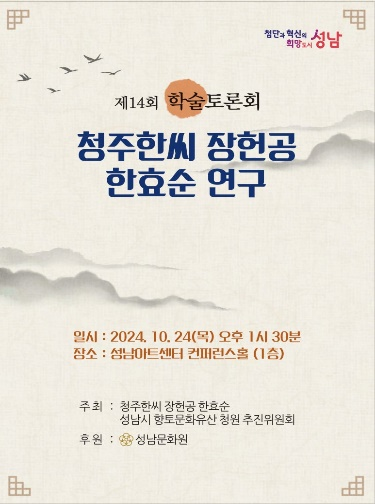 첨단과 혁신의
희망도시 성남
제14회 학술토론회
청주한씨 장헌공
한효순 연구
일시 : 2024. 10. 24(목) 오후 1시 30분
장소 : 성남아트센터 컨퍼런스홀 (1층)
주최 : 청주한씨 장헌공 한효순
성남시 향토문화유산 청원 추진위원회
후원 : 성남문화원